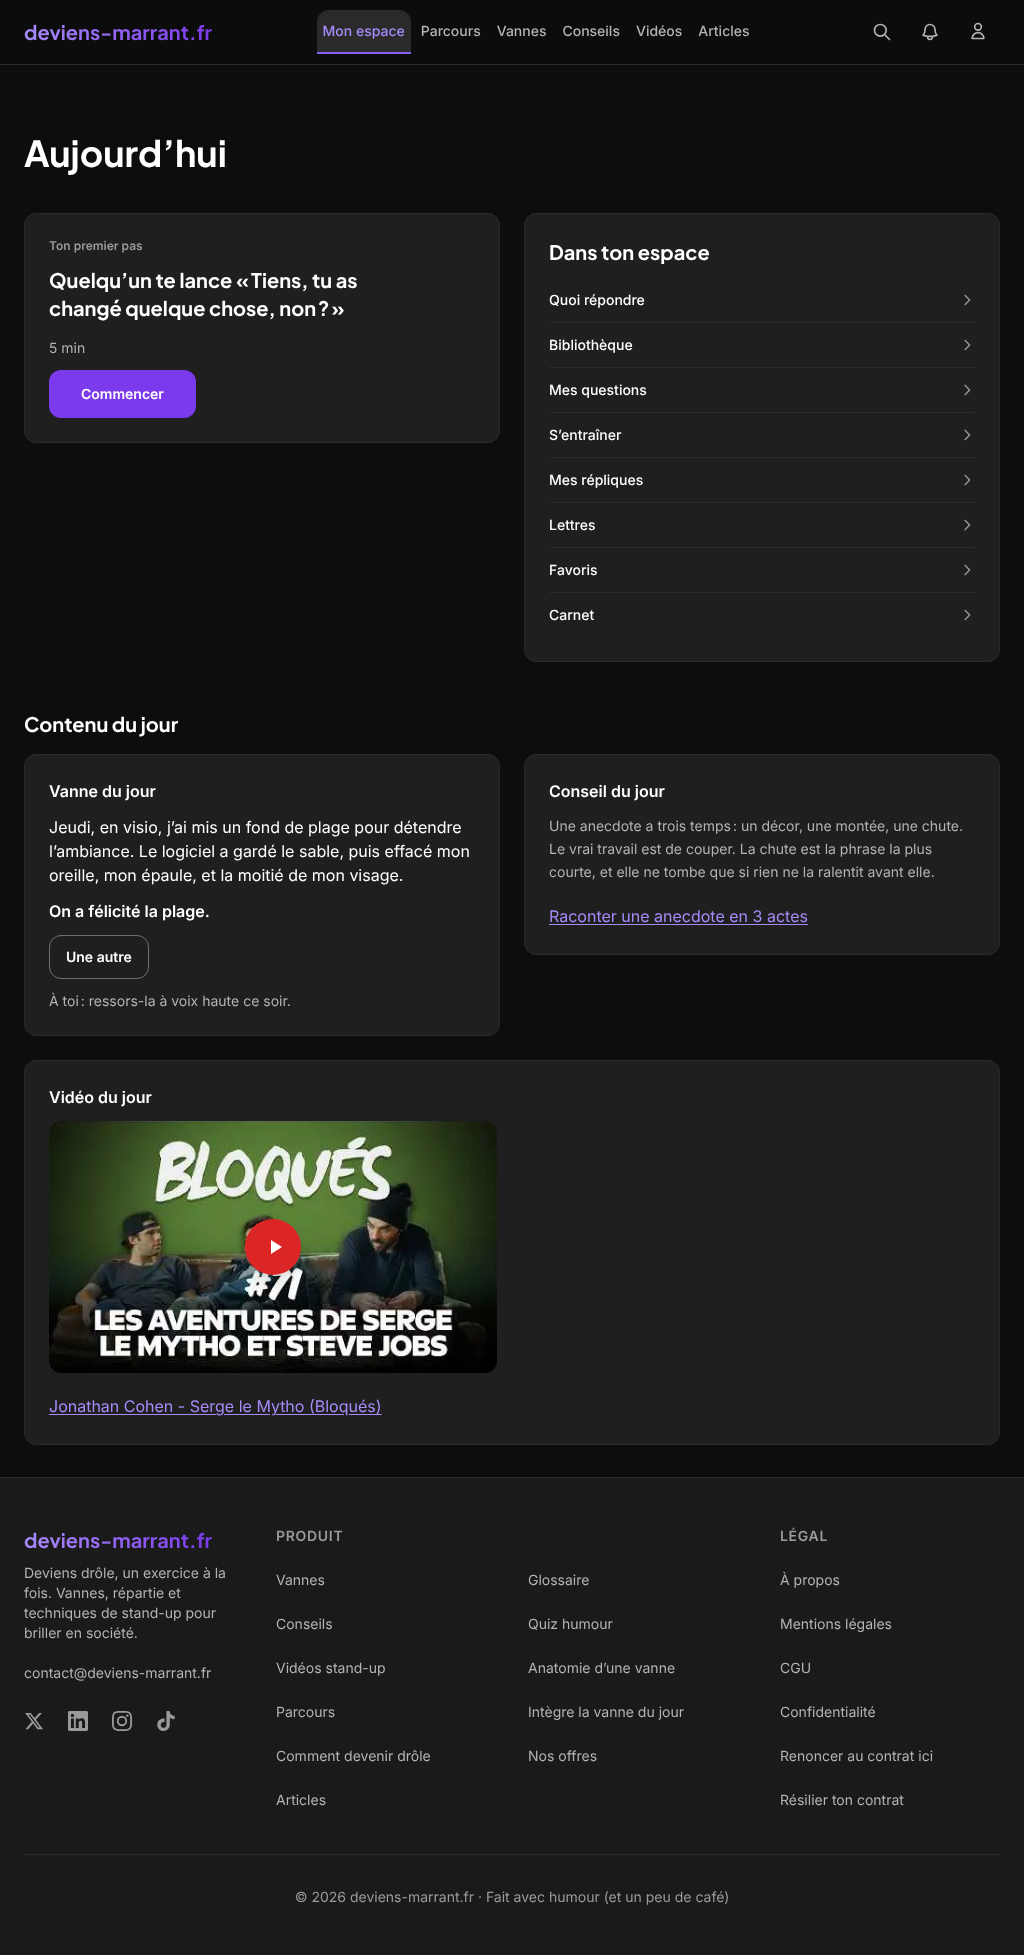 deviens-marrant.fr
Mon espace
Parcours
Vannes
Conseils
Vidéos
Articles
Aujourd’hui
Ton premier pas
Quelqu’un te lance « Tiens, tu as
changé quelque chose, non ? »
5 min
Commencer
Dans ton espace
Quoi répondre
Bibliothèque
Mes questions
S’entraîner
Mes répliques
Lettres
Favoris
Carnet
Contenu du jour
Vanne du jour
Jeudi, en visio, j’ai mis un fond de plage pour détendre
l’ambiance. Le logiciel a gardé le sable, puis effacé mon
oreille, mon épaule, et la moitié de mon visage.
On a félicité la plage.
Une autre
À toi : ressors-la à voix haute ce soir.
Conseil du jour
Une anecdote a trois temps : un décor, une montée, une chute.
Le vrai travail est de couper. La chute est la phrase la plus
courte, et elle ne tombe que si rien ne la ralentit avant elle.
Raconter une anecdote en 3 actes
Vidéo du jour
BLOQUÉS
#71
LES AVENTURES DE SERGE
LE MYTHO ET STEVE JOBS
Jonathan Cohen - Serge le Mytho (Bloqués)
deviens-marrant.fr
Deviens drôle, un exercice à la
fois. Vannes, répartie et
techniques de stand-up pour
briller en société.
contact@deviens-marrant.fr
PRODUIT
Vannes
Conseils
Vidéos stand-up
Parcours
Comment devenir drôle
Articles
Glossaire
Quiz humour
Anatomie d’une vanne
Intègre la vanne du jour
Nos offres
LÉGAL
À propos
Mentions légales
CGU
Confidentialité
Renoncer au contrat ici
Résilier ton contrat
© 2026 deviens-marrant.fr · Fait avec humour (et un peu de café)